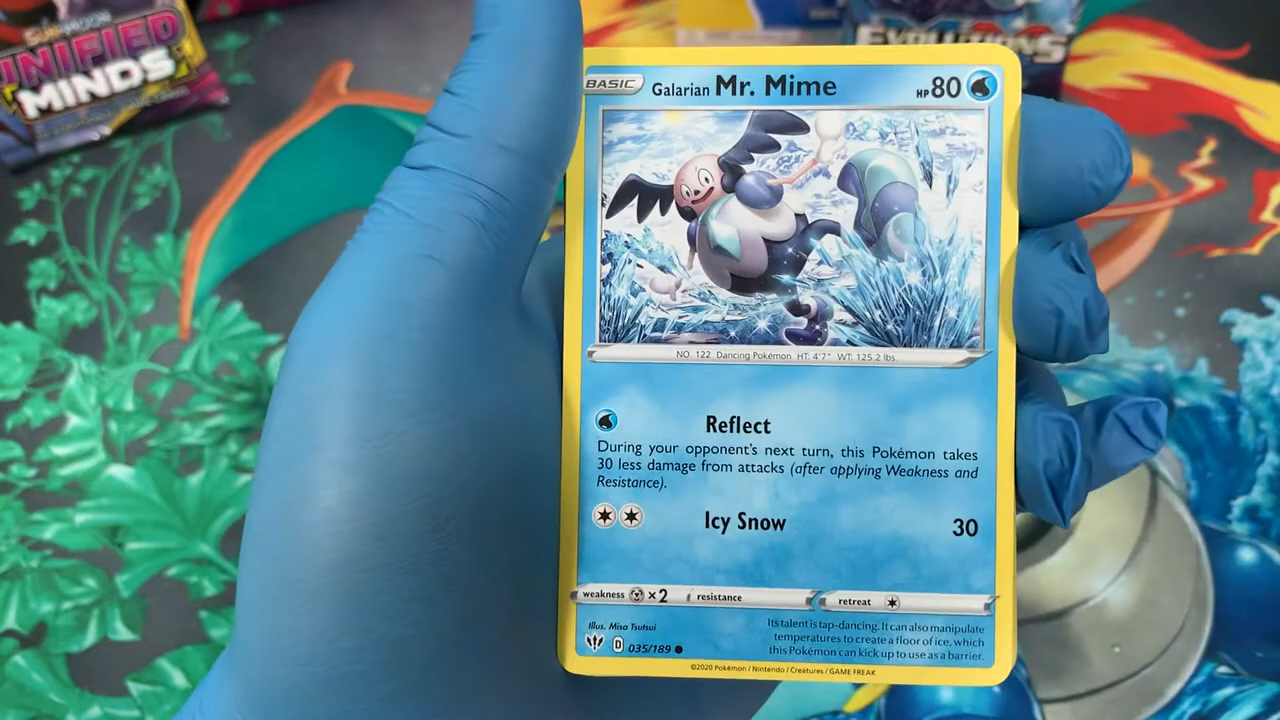 SUN & MOON
UNIFIED
MINDS
EVOLUTIONS
BASIC Galarian Mr. Mime HP 80
NO. 122 Dancing Pokémon HT: 4'7" WT: 125.2 lbs.
Reflect
During your opponent's next turn, this Pokémon takes
30 less damage from attacks (after applying Weakness and
Resistance).
Icy Snow 30
weakness ×2 resistance retreat
Illus. Misa Tsutsui
D 035/189
Its talent is tap-dancing. It can also manipulate
temperatures to create a floor of ice, which
this Pokémon can kick up to use as a barrier.
©2020 Pokémon / Nintendo / Creatures / GAME FREAK